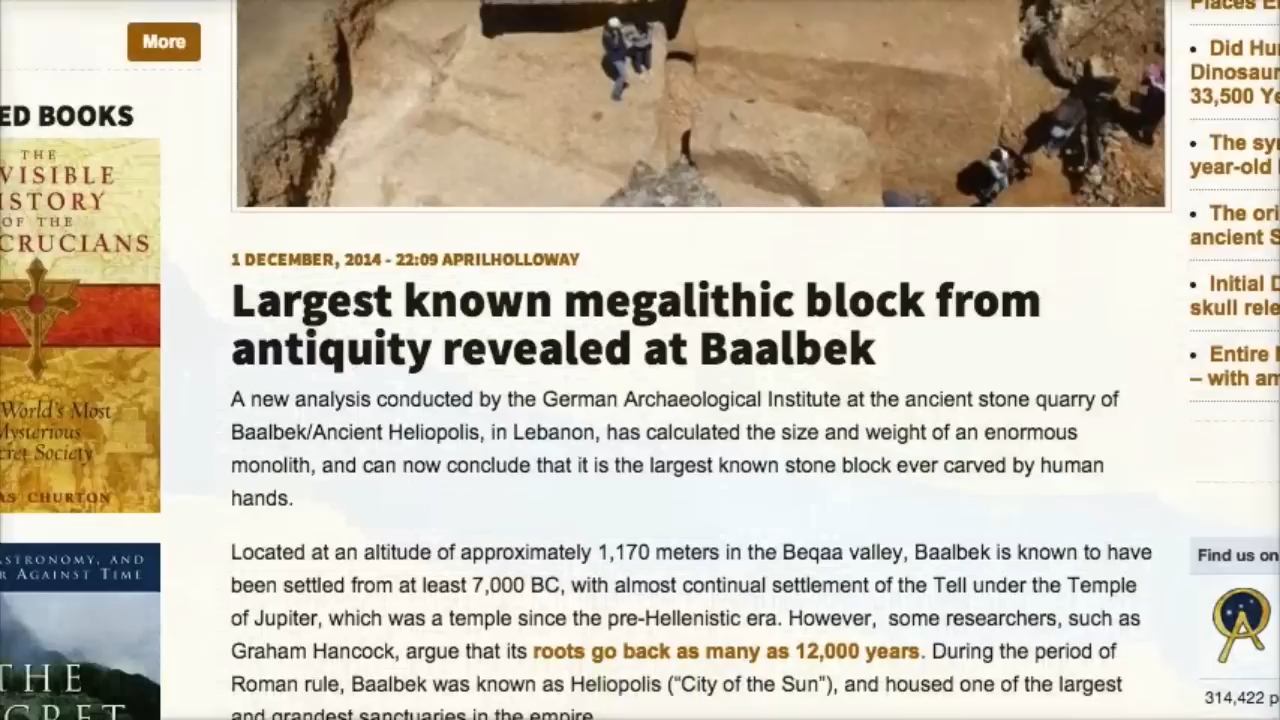 More
ED BOOKS
THE
VISIBLE
ISTORY
OF THE
CRUCIANS
World's Most
Mysterious
cret Society
AS CHURTON
ASTRONOMY, AND
R AGAINST TIME
THE
CRET
1 DECEMBER, 2014 - 22:09 APRILHOLLOWAY
Largest known megalithic block from
antiquity revealed at Baalbek
A new analysis conducted by the German Archaeological Institute at the ancient stone quarry of
Baalbek/Ancient Heliopolis, in Lebanon, has calculated the size and weight of an enormous
monolith, and can now conclude that it is the largest known stone block ever carved by human
hands.
Located at an altitude of approximately 1,170 meters in the Beqaa valley, Baalbek is known to have
been settled from at least 7,000 BC, with almost continual settlement of the Tell under the Temple
of Jupiter, which was a temple since the pre-Hellenistic era. However, some researchers, such as
Graham Hancock, argue that its roots go back as many as 12,000 years. During the period of
Roman rule, Baalbek was known as Heliopolis (“City of the Sun”), and housed one of the largest
and grandest sanctuaries in the empire.
Places E
• Did Hu
Dinosaur
33,500 Ye
• The sy
year-old
• The ori
ancient S
• Initial D
skull rele
• Entire
– with am
Find us on
314,422 p